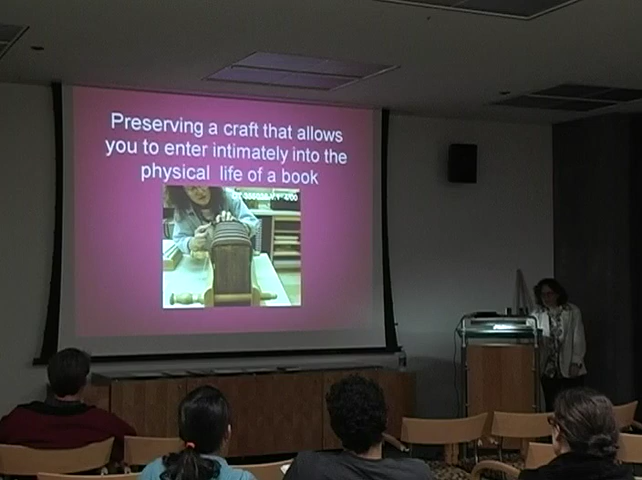 Preserving a craft that allows
you to enter intimately into the
physical life of a book